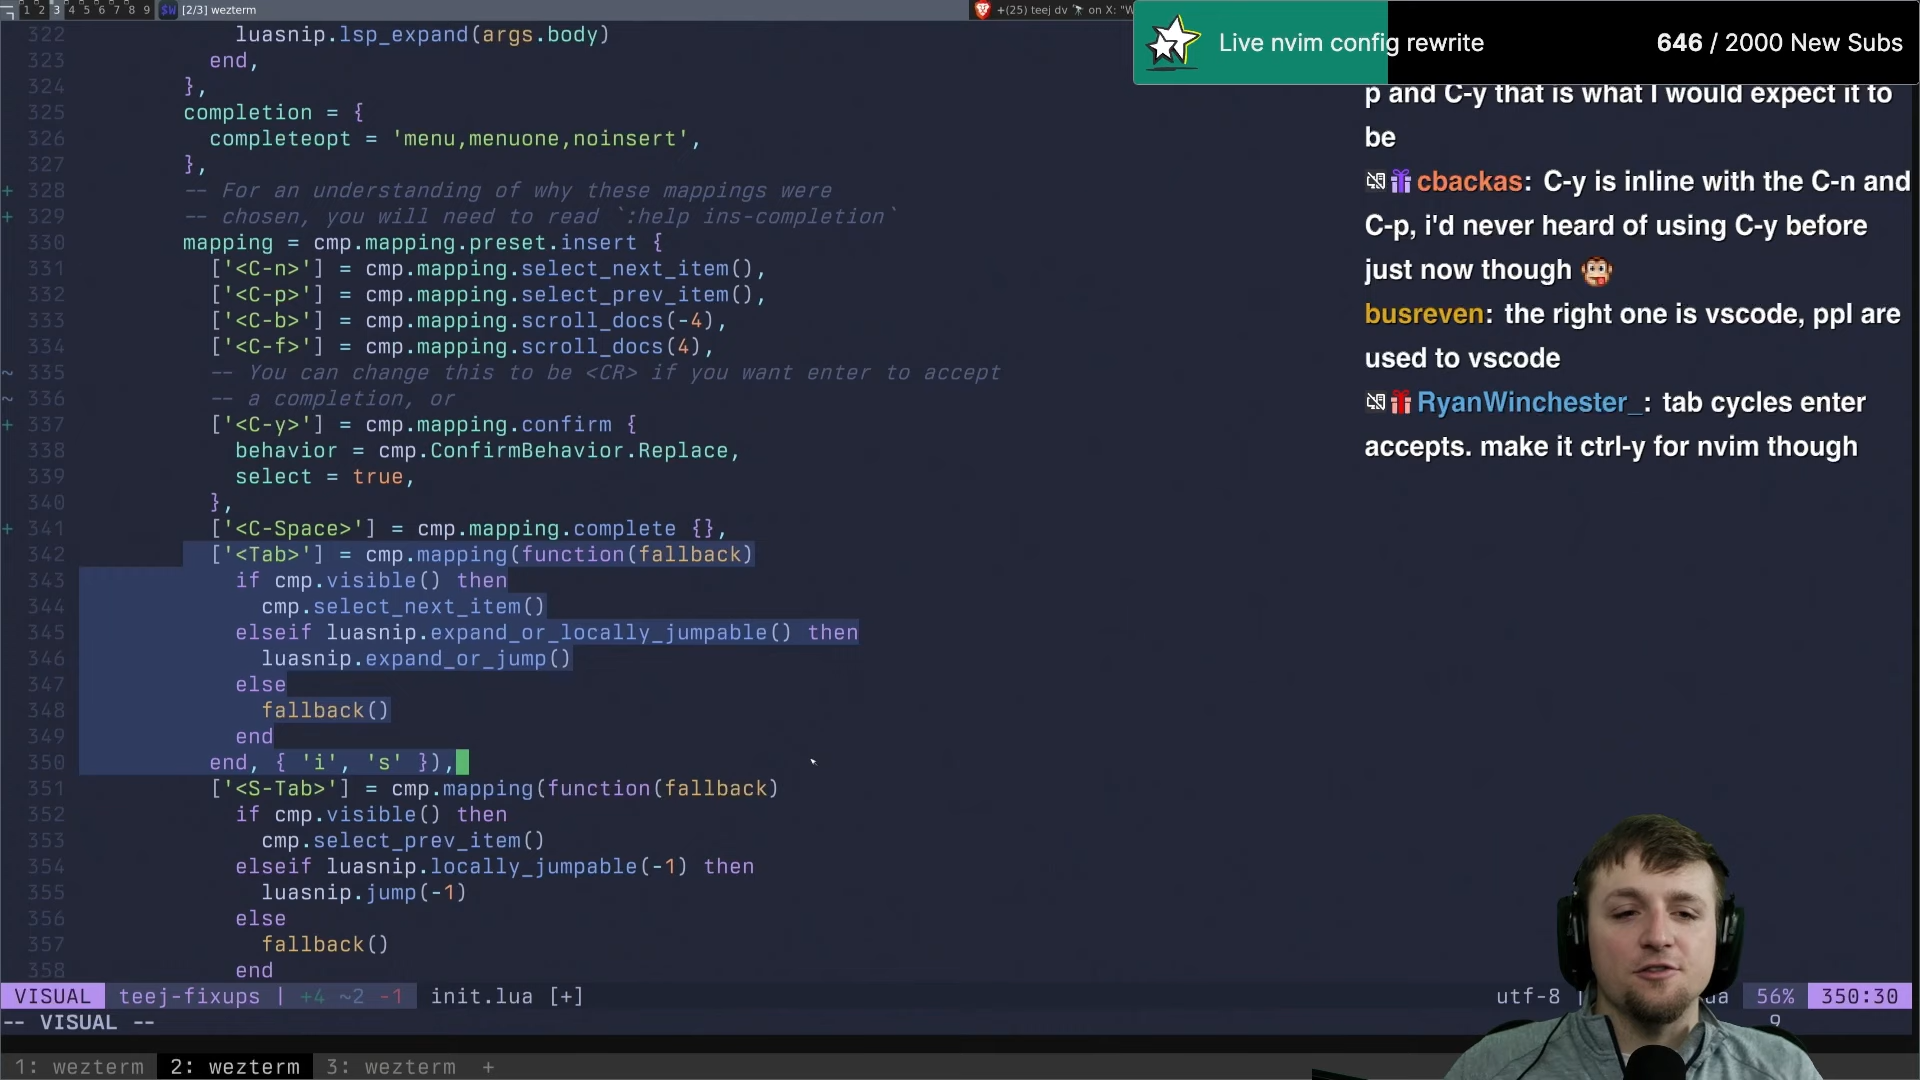 1 2 3 4 5 6 7 8 9 $W [2/3] wezterm
+(25) teej dv 🔭 on X: "W
Live nvim config rewrite
646 / 2000 New Subs
322 luasnip.lsp_expand(args.body)
323 end,
324 },
325 completion = {
326 completeopt = 'menu,menuone,noinsert',
327 },
+ 328 -- For an understanding of why these mappings were
+ 329 -- chosen, you will need to read `:help ins-completion`
330 mapping = cmp.mapping.preset.insert {
331 ['<C-n>'] = cmp.mapping.select_next_item(),
332 ['<C-p>'] = cmp.mapping.select_prev_item(),
333 ['<C-b>'] = cmp.mapping.scroll_docs(-4),
334 ['<C-f>'] = cmp.mapping.scroll_docs(4),
~ 335 -- You can change this to be <CR> if you want enter to accept
~ 336 -- a completion, or
+ 337 ['<C-y>'] = cmp.mapping.confirm {
338 behavior = cmp.ConfirmBehavior.Replace,
339 select = true,
340 },
+ 341 ['<C-Space>'] = cmp.mapping.complete {},
342 ['<Tab>'] = cmp.mapping(function(fallback)
343 if cmp.visible() then
344 cmp.select_next_item()
345 elseif luasnip.expand_or_locally_jumpable() then
346 luasnip.expand_or_jump()
347 else
348 fallback()
349 end
350 end, { 'i', 's' }),
351 ['<S-Tab>'] = cmp.mapping(function(fallback)
352 if cmp.visible() then
353 cmp.select_prev_item()
354 elseif luasnip.locally_jumpable(-1) then
355 luasnip.jump(-1)
356 else
357 fallback()
358 end
p and C-y that is what I would expect it to
be
cbackas: C-y is inline with the C-n and
C-p, i'd never heard of using C-y before
just now though
busreven: the right one is vscode, ppl are
used to vscode
RyanWinchester_: tab cycles enter
accepts. make it ctrl-y for nvim though
VISUAL teej-fixups | +4 ~2 -1 init.lua [+] utf-8 | ua 56% 350:30
-- VISUAL -- 9
1: wezterm 2: wezterm 3: wezterm +